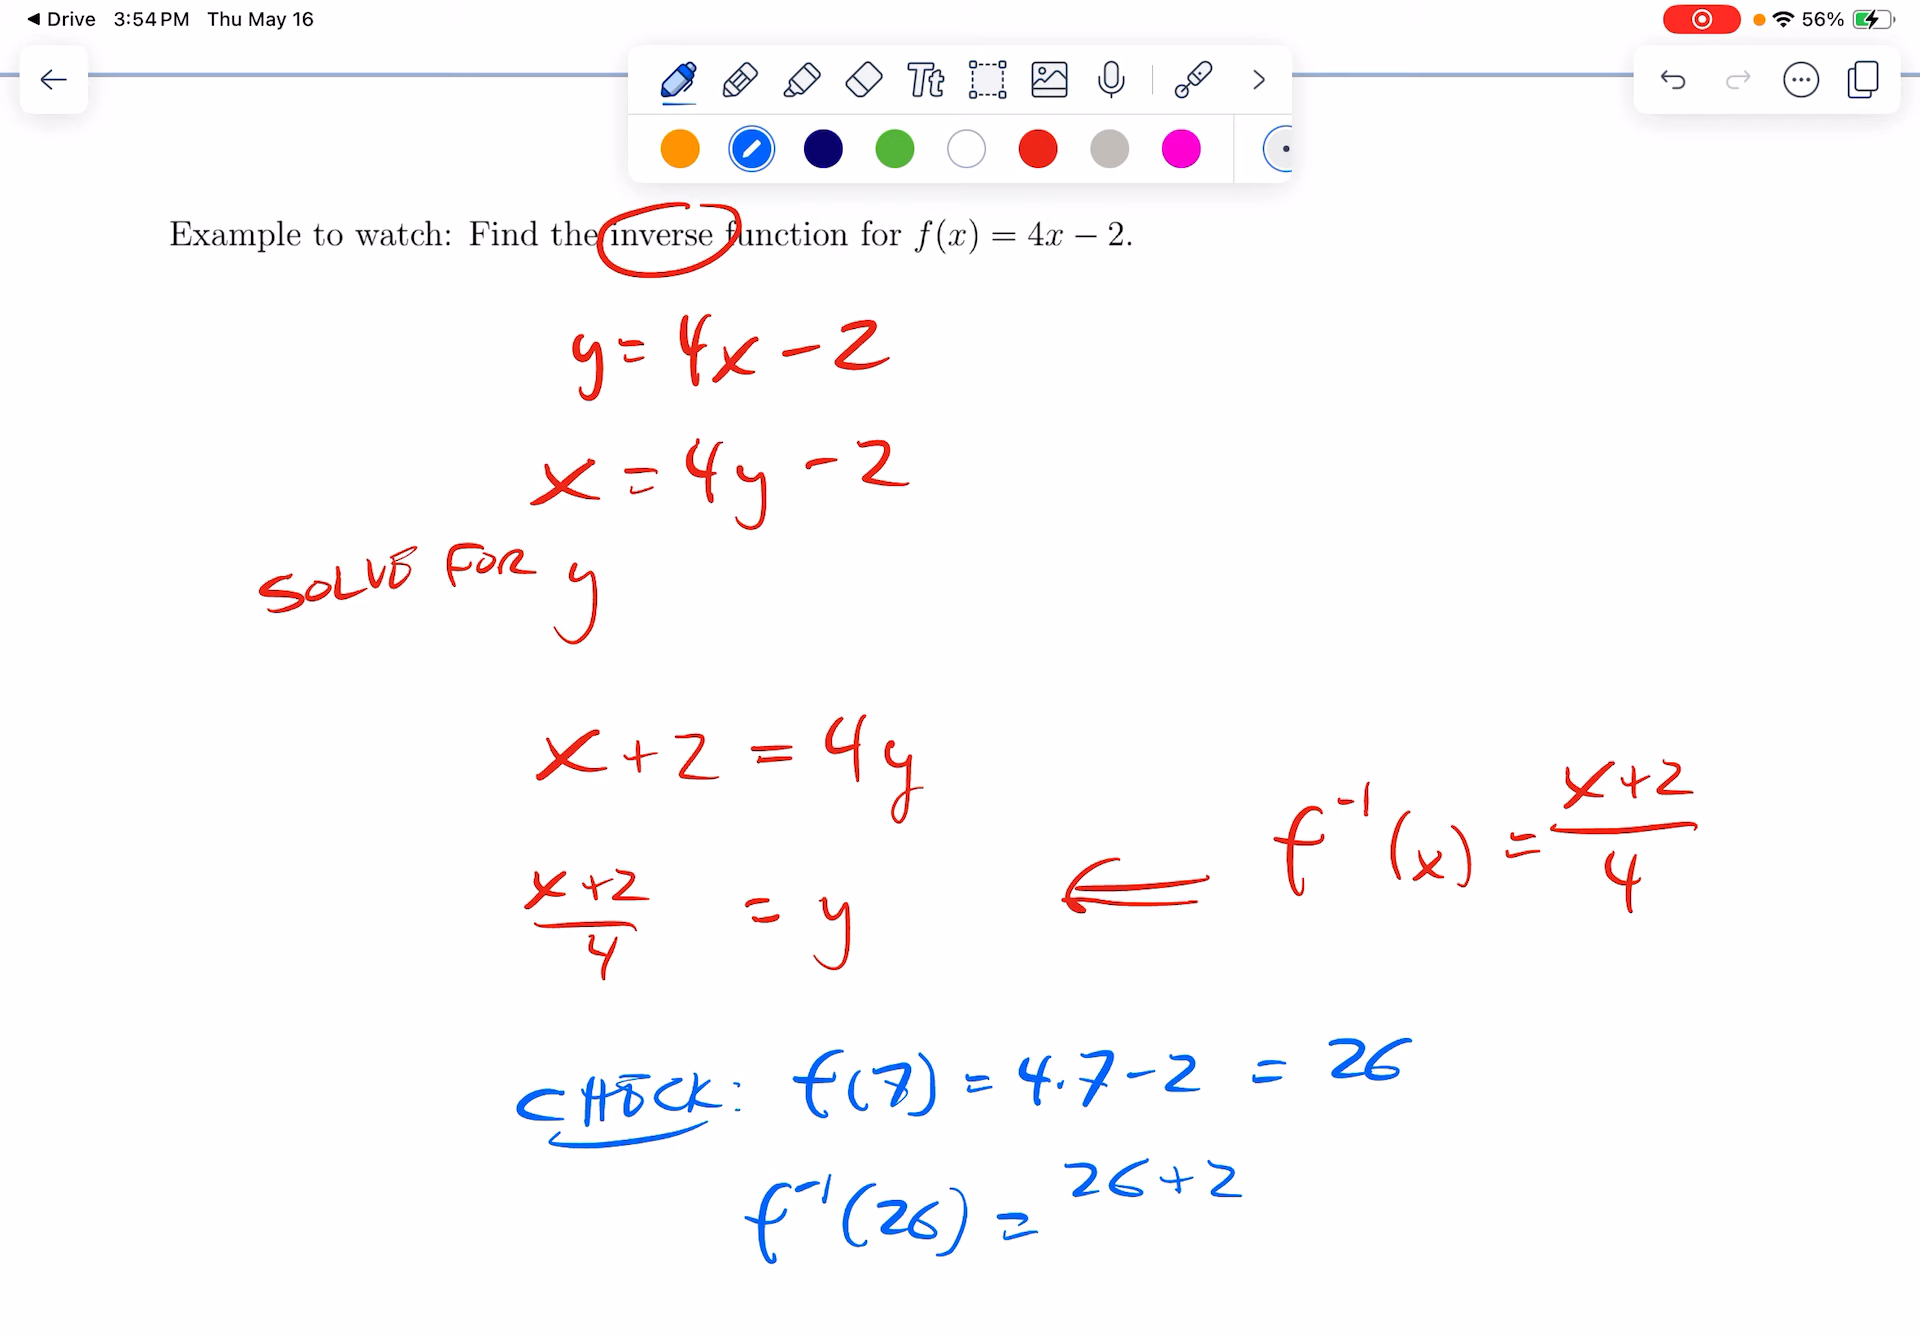 Drive 3:54 PM Thu May 16
56%
Tt
Example to watch: Find the inverse function for f(x) = 4x − 2.
y = 4x − 2
x = 4y − 2
SOLVE FOR y
x + 2 = 4y
f⁻¹(x) = (x+2)/4
(x+2)/4 = y
CHECK: f(7) = 4·7 − 2 = 26
f⁻¹(26) = 26+2